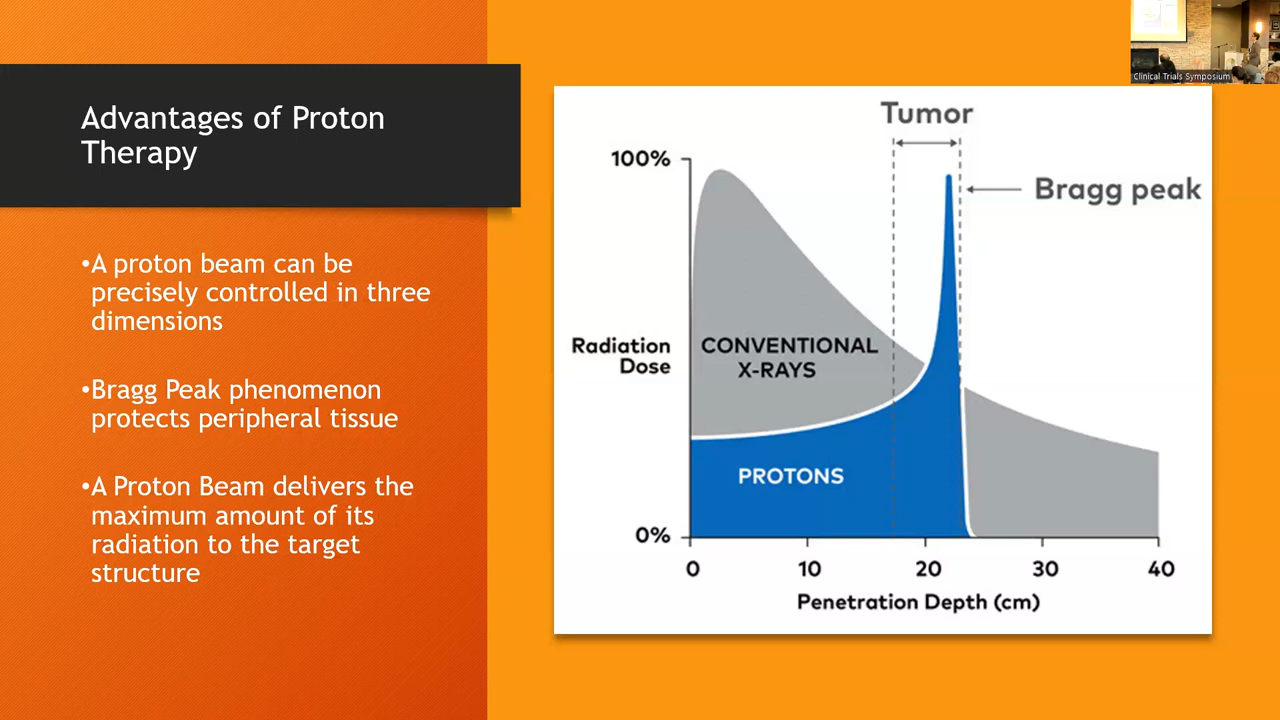 Advantages of Proton
Therapy
•A proton beam can be
precisely controlled in three
dimensions
•Bragg Peak phenomenon
protects peripheral tissue
•A Proton Beam delivers the
maximum amount of its
radiation to the target
structure
Clinical Trials Symposium
Tumor
100%
Bragg peak
Radiation
Dose
CONVENTIONAL
X-RAYS
PROTONS
0%
0 10 20 30 40
Penetration Depth (cm)